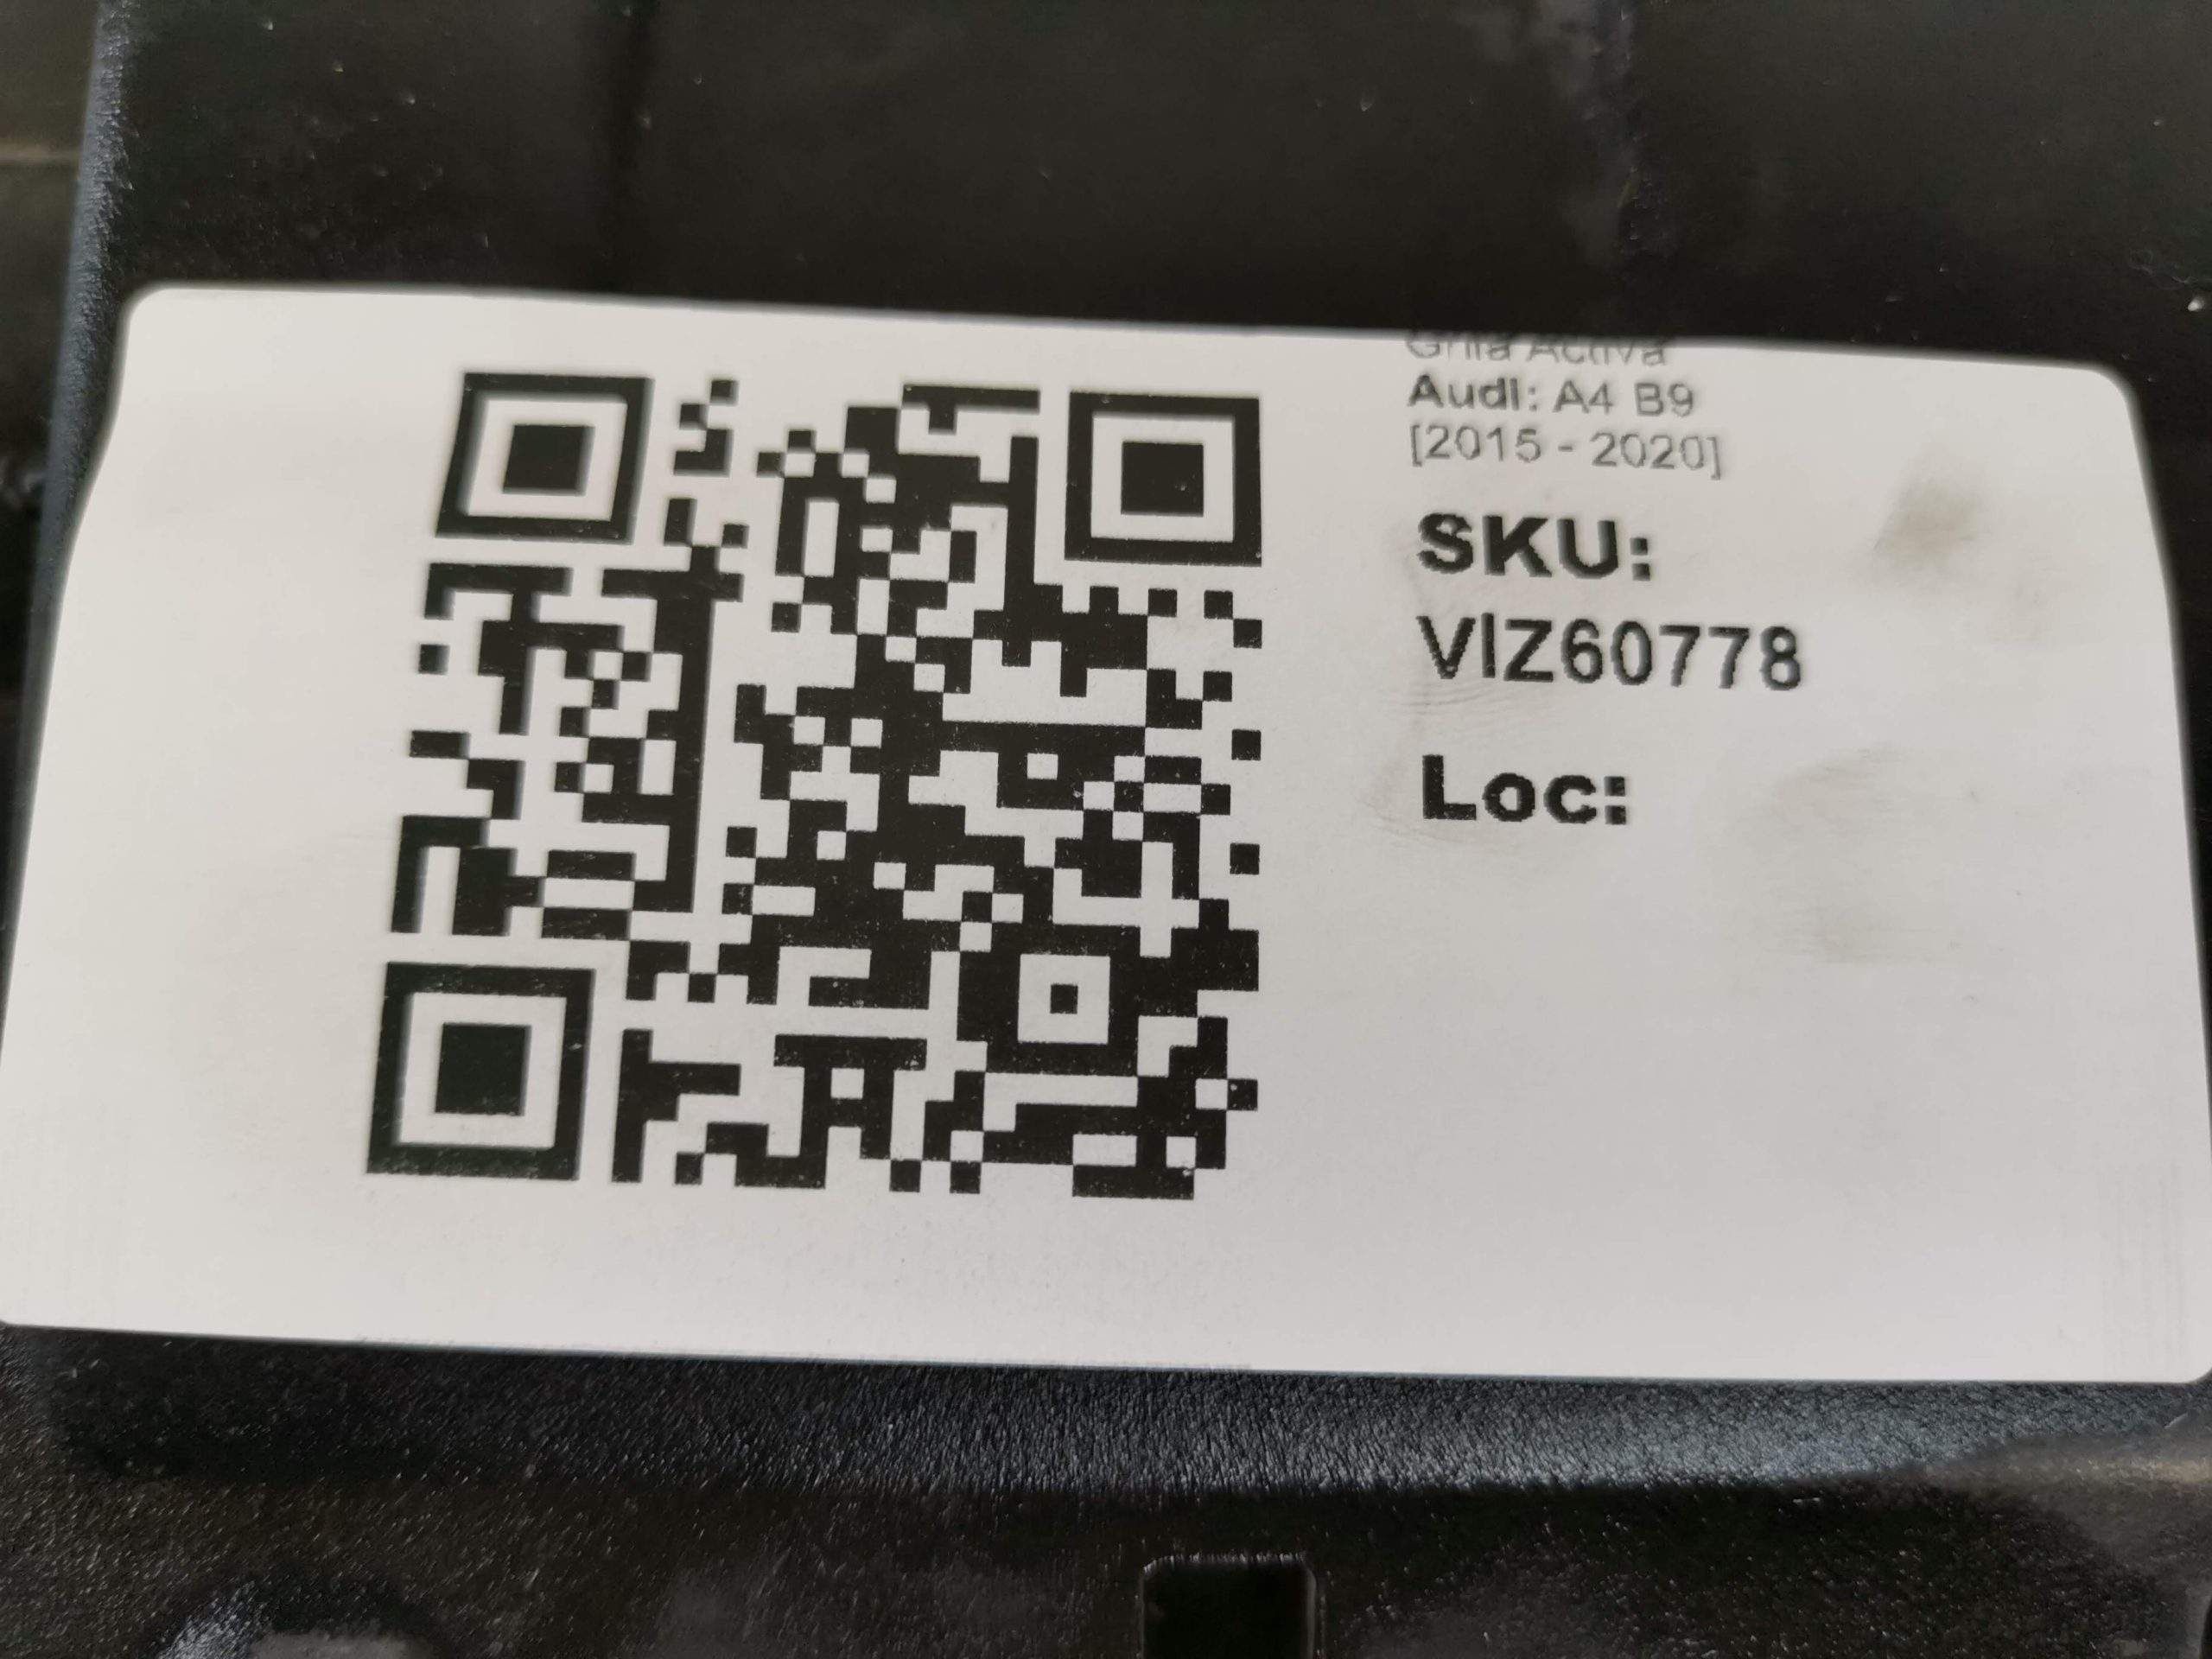 Grila Activa
Audi: A4 B9
[2015 - 2020]
SKU:
VIZ60778
Loc: